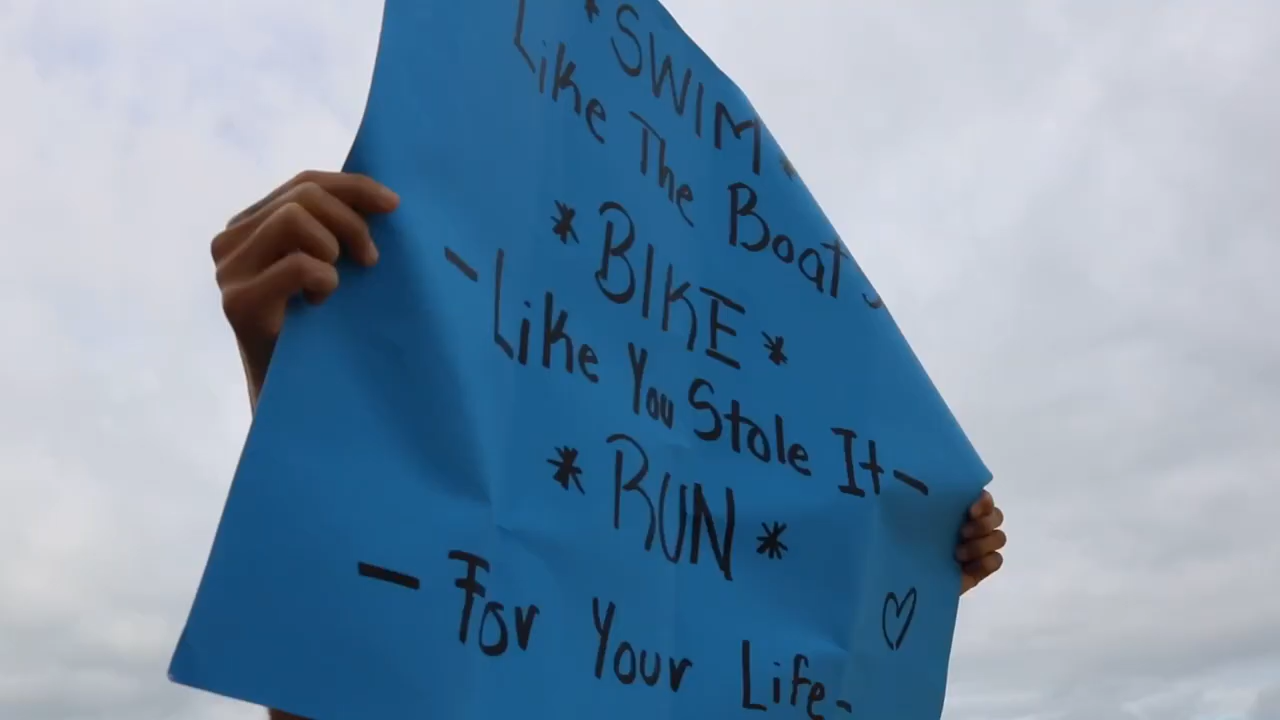 *SWIM*
Like The Boat
*BIKE*
-Like You Stole It-
*RUN*
-For Your Life-